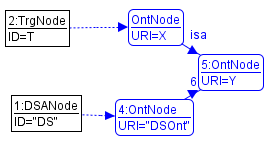 2:TrgNode
ID=T
OntNode
URI=X
isa
5:OntNode
URI=Y
6
1:DSANode
ID="DS"
4:OntNode
URI="DSOnt"